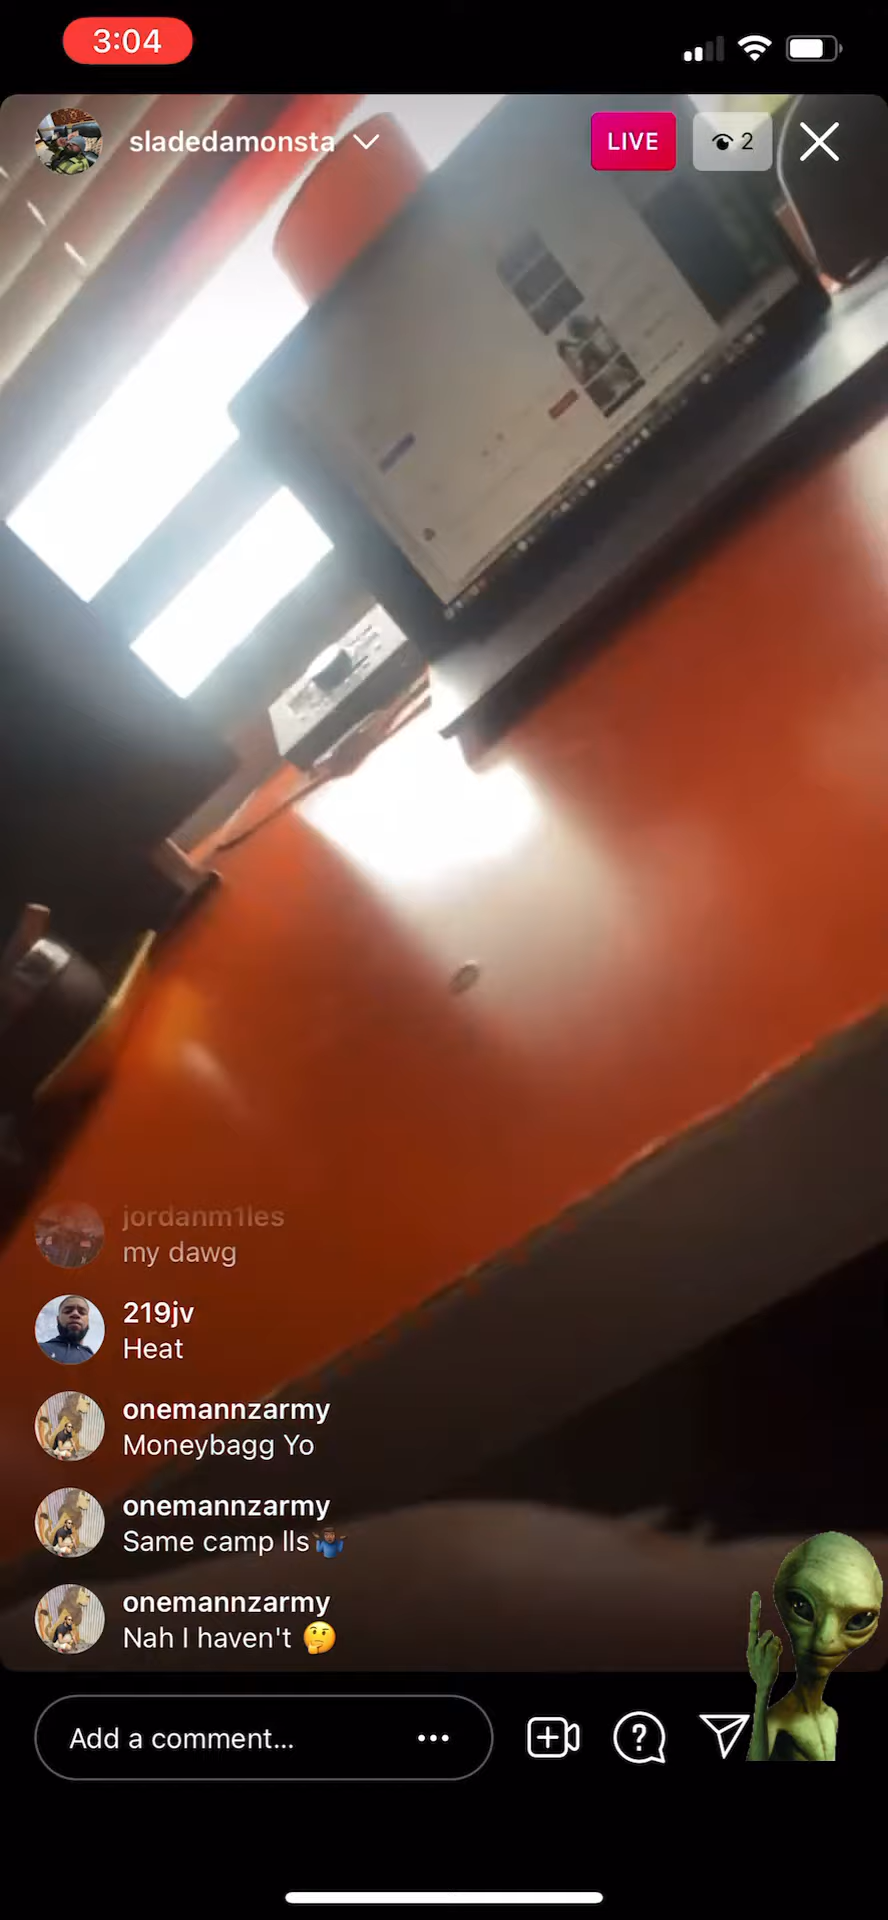 3:04
sladedamonsta
LIVE
2
jordanm1les
my dawg
219jv
Heat
onemannzarmy
Moneybagg Yo
onemannzarmy
Same camp lls🤷🏾‍♂️
onemannzarmy
Nah I haven't 🤔
Add a comment...